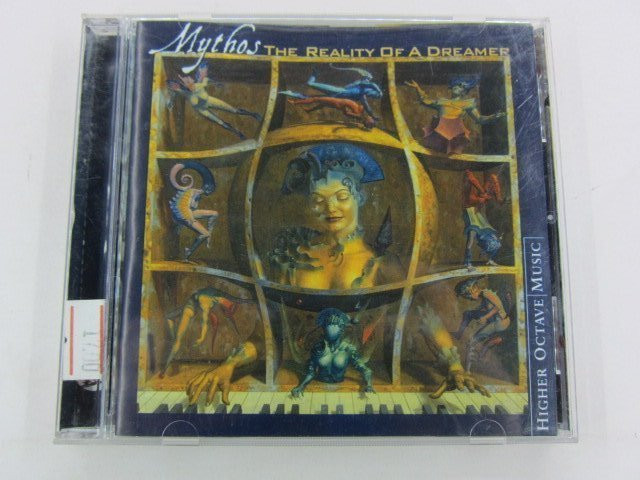 Mythos THE REALITY OF A DREAMER
HIGHER OCTAVE MUSIC